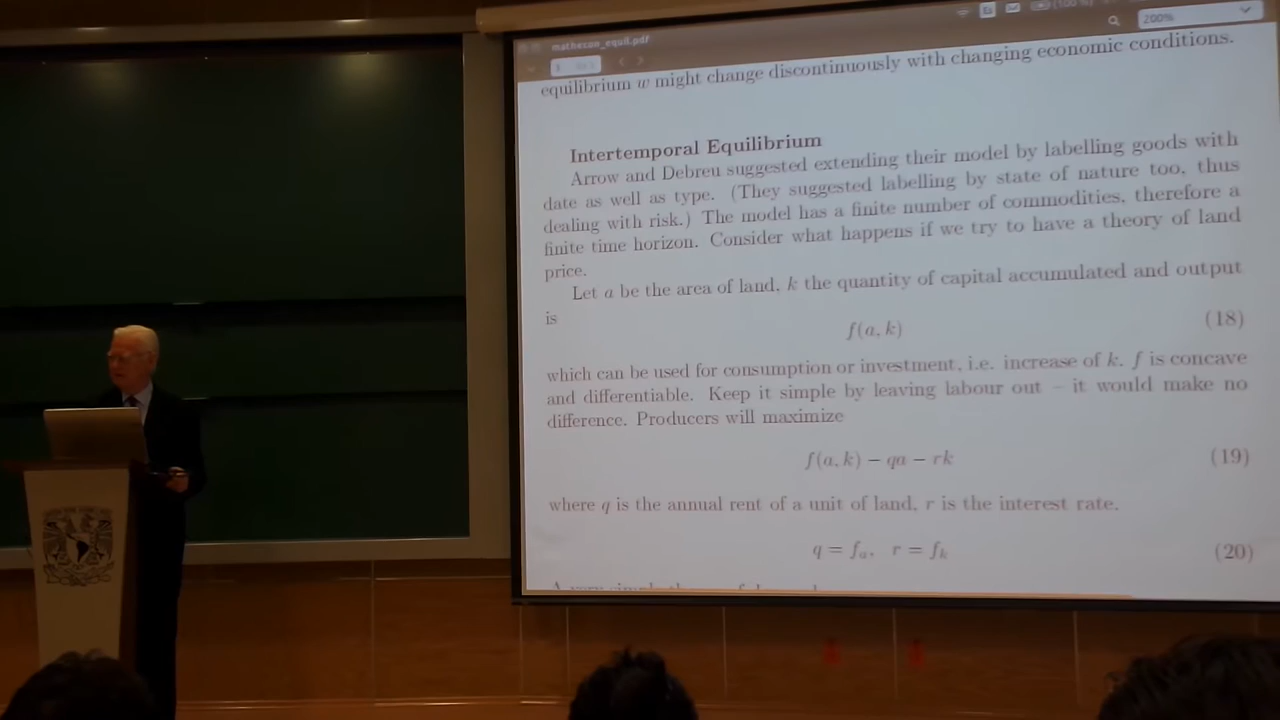 mathecon_equil.pdf
200%
equilibrium w might change discontinuously with changing economic conditions.
Intertemporal Equilibrium
Arrow and Debreu suggested extending their model by labelling goods with
date as well as type. (They suggested labelling by state of nature too, thus
dealing with risk.) The model has a finite number of commodities, therefore a
finite time horizon. Consider what happens if we try to have a theory of land
price.
Let a be the area of land, k the quantity of capital accumulated and output
is
f(a, k) (18)
which can be used for consumption or investment, i.e. increase of k. f is concave
and differentiable. Keep it simple by leaving labour out – it would make no
difference. Producers will maximize
f(a, k) − qa − rk (19)
where q is the annual rent of a unit of land, r is the interest rate.
q = fₐ, r = fₖ (20)